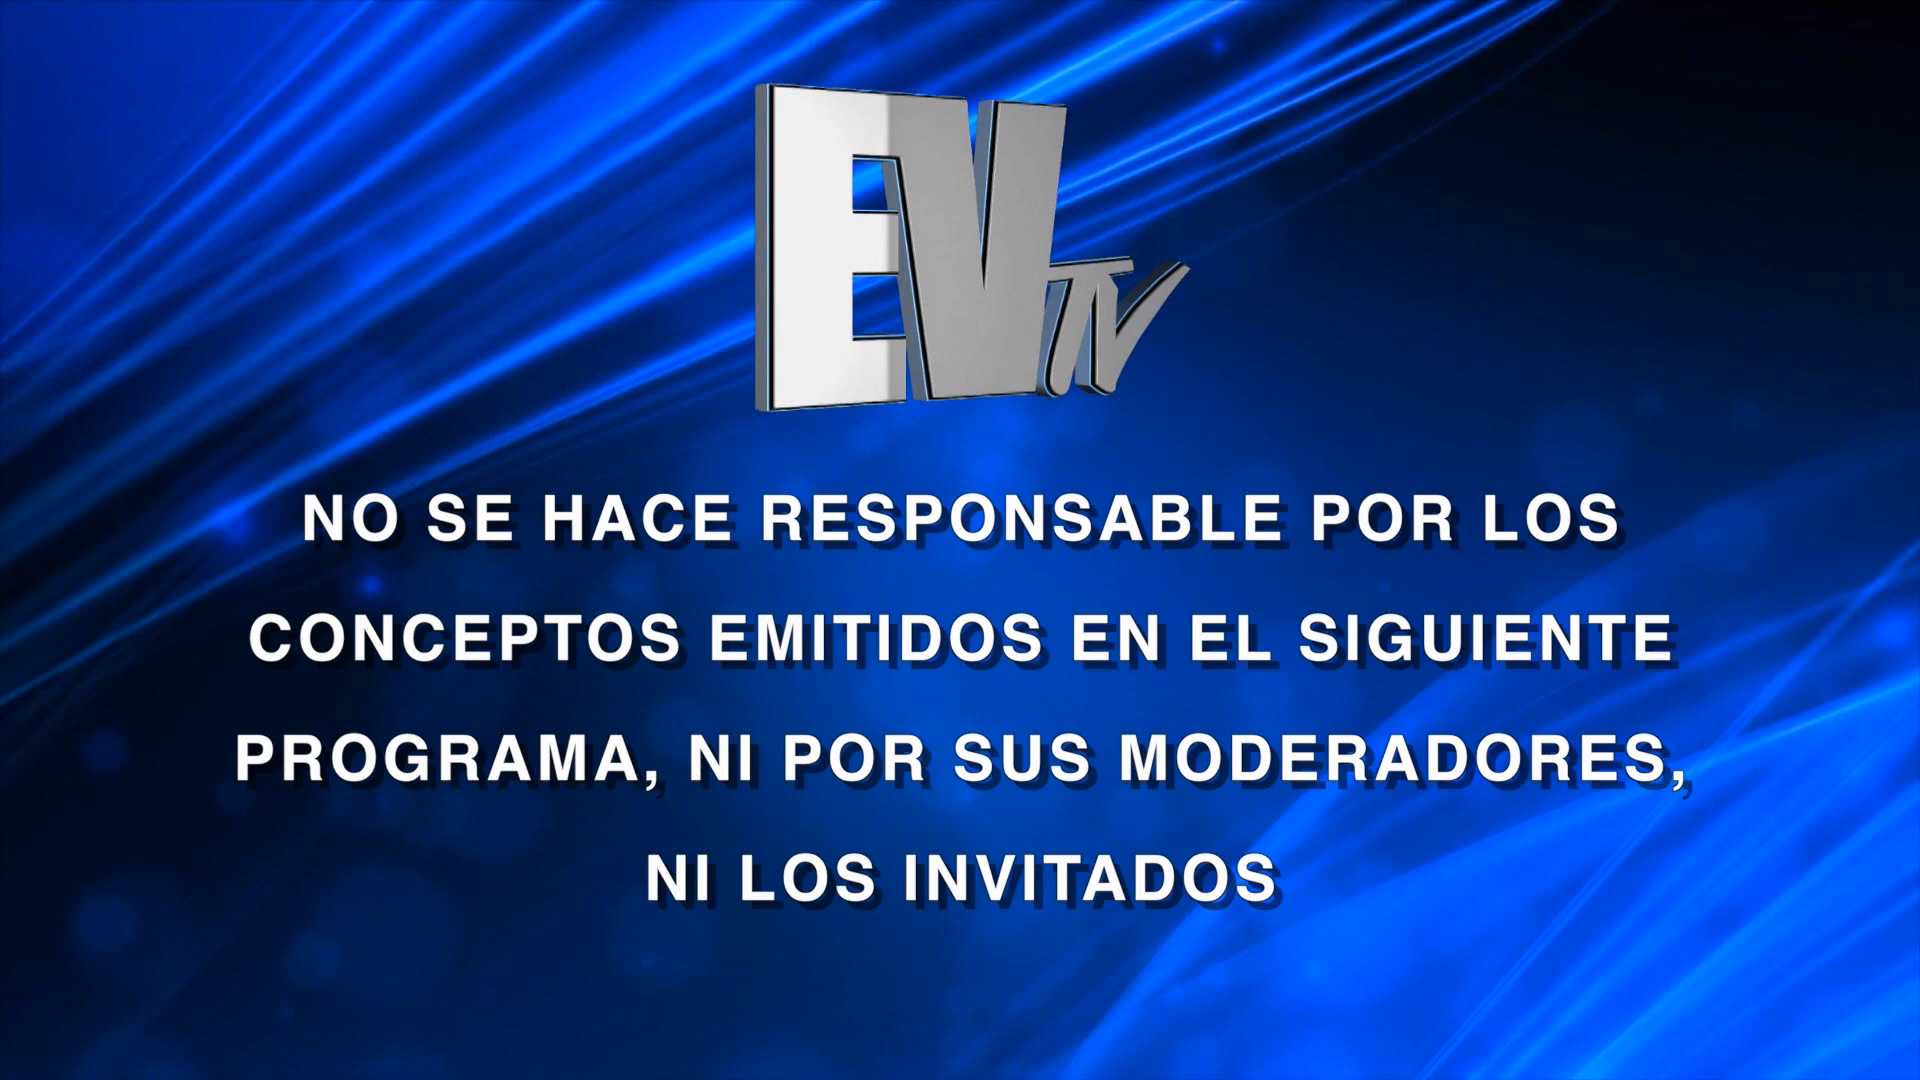 EVTV
NO SE HACE RESPONSABLE POR LOS
CONCEPTOS EMITIDOS EN EL SIGUIENTE
PROGRAMA, NI POR SUS MODERADORES,
NI LOS INVITADOS